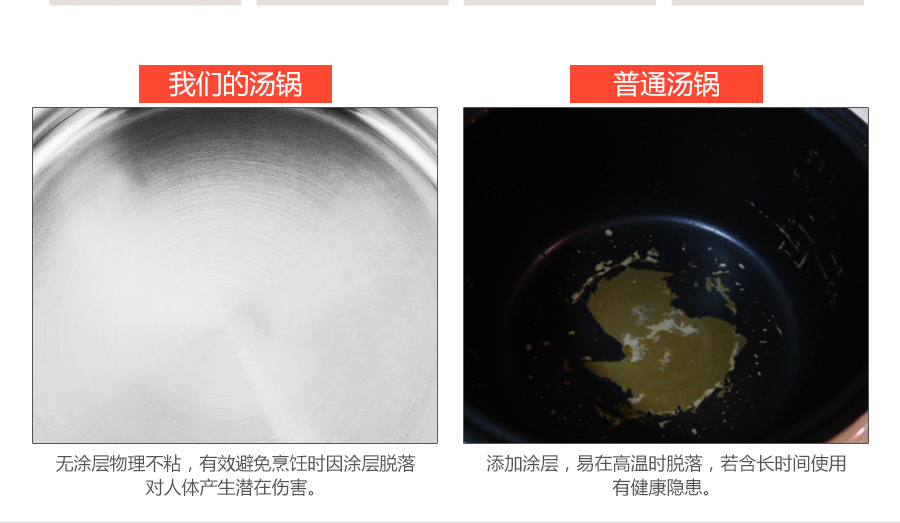 我们的汤锅
普通汤锅
无涂层物理不粘，有效避免烹饪时因涂层脱落
对人体产生潜在伤害。
添加涂层，易在高温时脱落，若含长时间使用
有健康隐患。